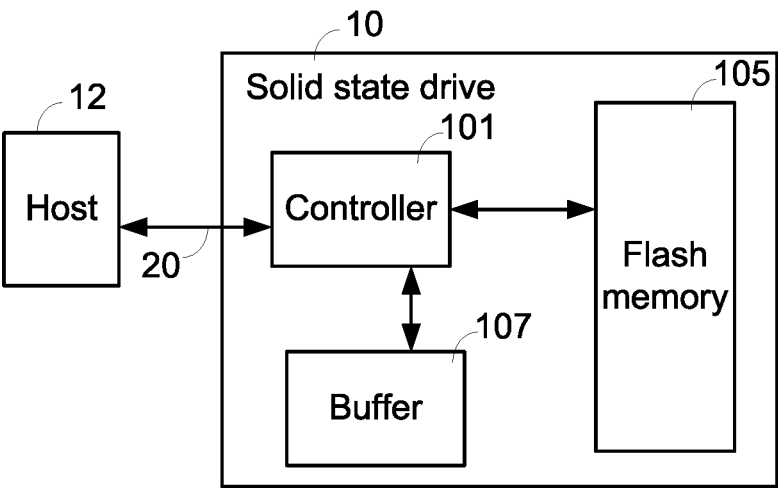 10
Solid state drive
12
101
105
Host
Controller
20
Flash
memory
107
Buffer